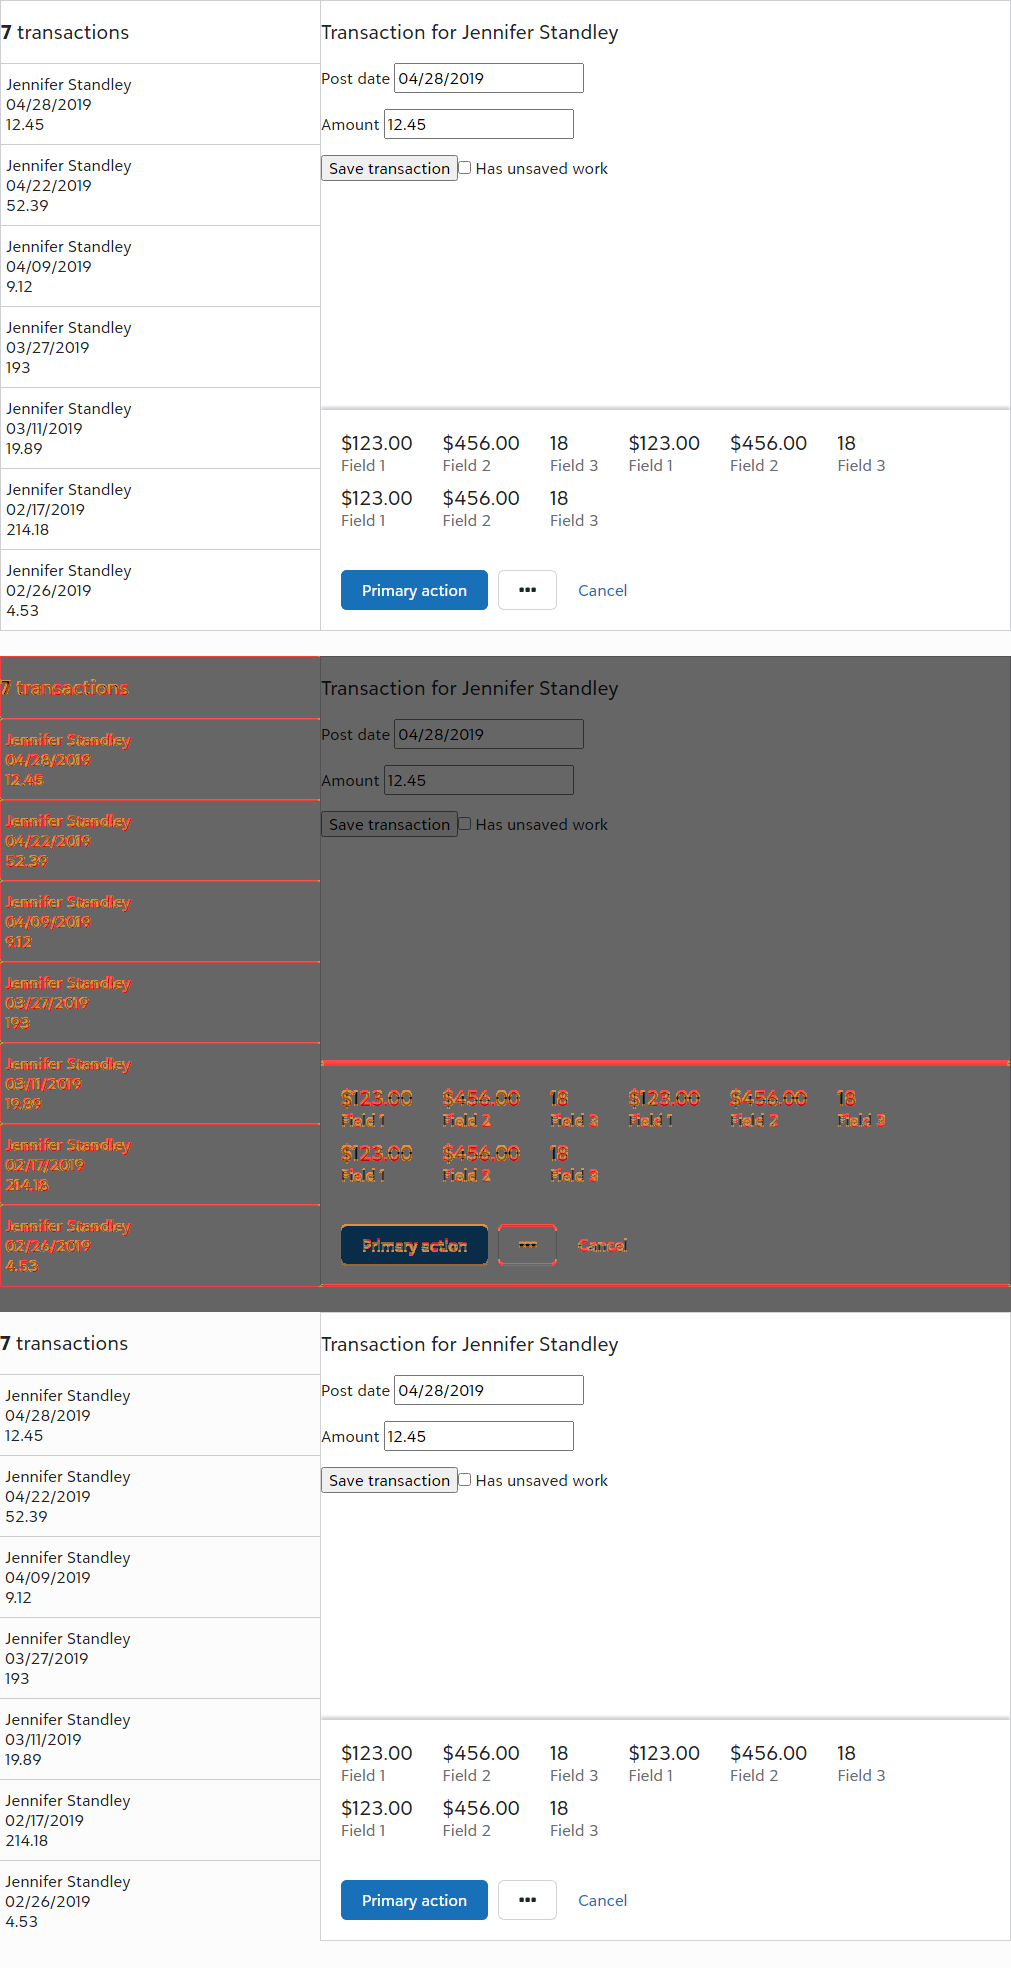 7 transactions
Jennifer Standley
04/28/2019
12.45
Jennifer Standley
04/22/2019
52.39
Jennifer Standley
04/09/2019
9.12
Jennifer Standley
03/27/2019
193
Jennifer Standley
03/11/2019
19.89
Jennifer Standley
02/17/2019
214.18
Jennifer Standley
02/26/2019
4.53
Transaction for Jennifer Standley
Post date 04/28/2019
Amount 12.45
Save transaction Has unsaved work
$123.00 $456.00 18 $123.00 $456.00 18
Field 1 Field 2 Field 3 Field 1 Field 2 Field 3
$123.00 $456.00 18
Field 1 Field 2 Field 3
Primary action ••• Cancel
7 transactions
Jennifer Standley
04/28/2019
12.45
Jennifer Standley
04/22/2019
52.39
Jennifer Standley
04/09/2019
9.12
Jennifer Standley
03/27/2019
193
Jennifer Standley
03/11/2019
19.89
Jennifer Standley
02/17/2019
214.18
Jennifer Standley
02/26/2019
4.53
Transaction for Jennifer Standley
Post date 04/28/2019
Amount 12.45
Save transaction Has unsaved work
$123.00 $456.00 18 $123.00 $456.00 18
Field 1 Field 2 Field 3 Field 1 Field 2 Field 3
$123.00 $456.00 18
Field 1 Field 2 Field 3
Primary action ••• Cancel
7 transactions
Jennifer Standley
04/28/2019
12.45
Jennifer Standley
04/22/2019
52.39
Jennifer Standley
04/09/2019
9.12
Jennifer Standley
03/27/2019
193
Jennifer Standley
03/11/2019
19.89
Jennifer Standley
02/17/2019
214.18
Jennifer Standley
02/26/2019
4.53
Transaction for Jennifer Standley
Post date 04/28/2019
Amount 12.45
Save transaction Has unsaved work
$123.00 $456.00 18 $123.00 $456.00 18
Field 1 Field 2 Field 3 Field 1 Field 2 Field 3
$123.00 $456.00 18
Field 1 Field 2 Field 3
Primary action ••• Cancel